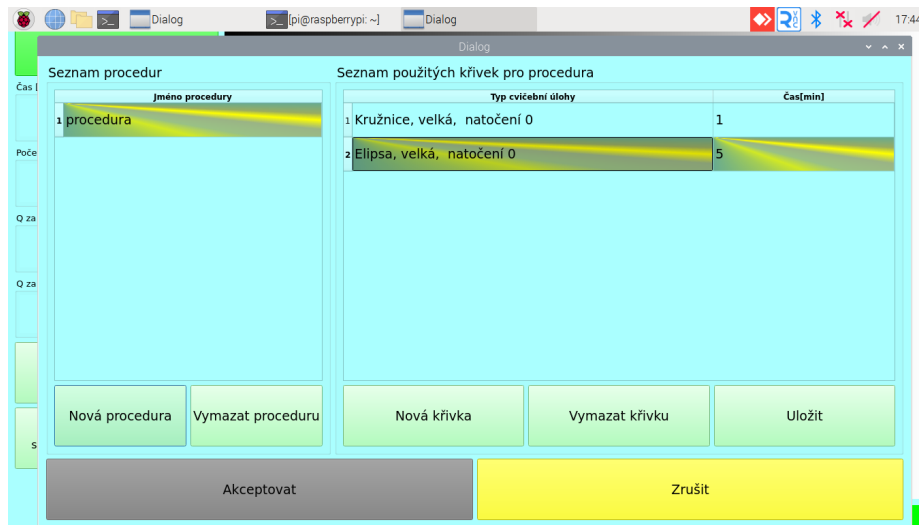 Dialog
[pi@raspberrypi: ~]
Dialog
17:44
Dialog
Seznam procedur
Seznam použitých křivek pro procedura
Čas [
Jméno procedury
Typ cvičební úlohy
Čas[min]
1 procedura
1 Kružnice, velká, natočení 0
1
2 Elipsa, velká, natočení 0
5
Poče
Q za
Q za
Nová procedura
Vymazat proceduru
Nová křivka
Vymazat křivku
Uložit
s
Akceptovat
Zrušit